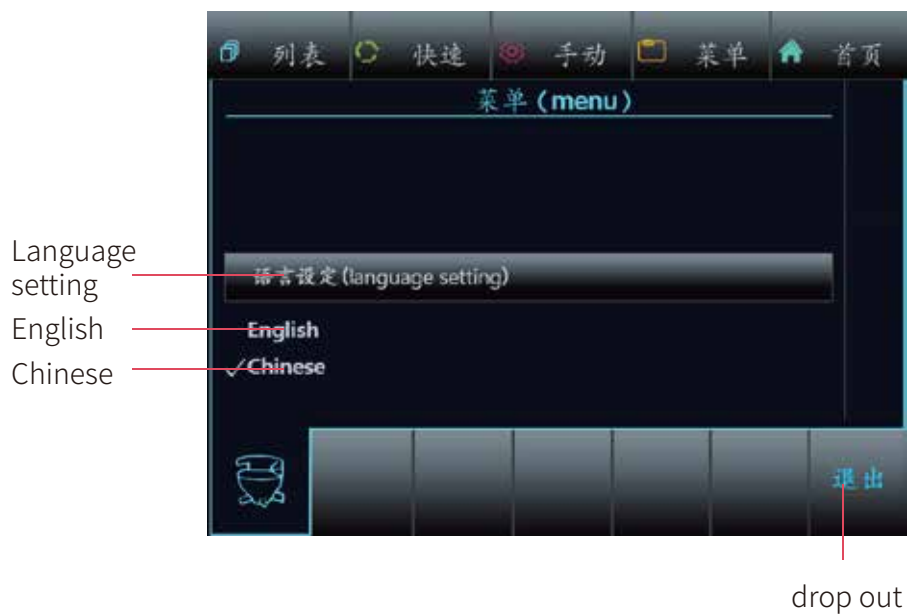 列表 快速 手动 菜单 首页
菜单 (menu)
Language
setting
语言设定 (language setting)
English
English
Chinese
Chinese
退出
drop out